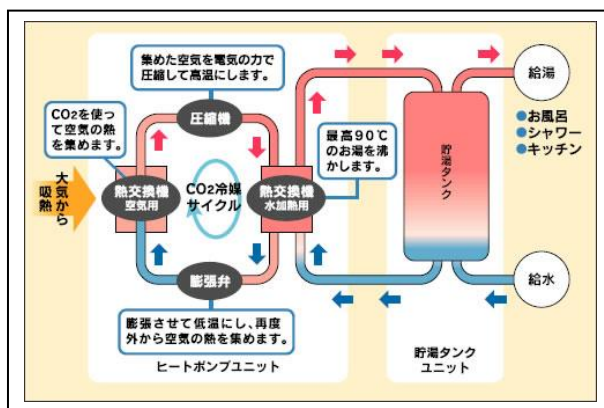 集めた空気を電気の力で
圧縮して高温にします。
CO2を使っ
て空気の熱
を集めます。
圧縮機
最高90℃
のお湯を沸
かします。
大気から
吸熱
熱交換機
空気用
CO2冷媒
サイクル
熱交換機
水加熱用
膨張弁
膨張させて低温にし、再度
外から空気の熱を集めます。
ヒートポンプユニット
貯湯タンク
貯湯タンク
ユニット
給湯
●お風呂
●シャワー
●キッチン
給水